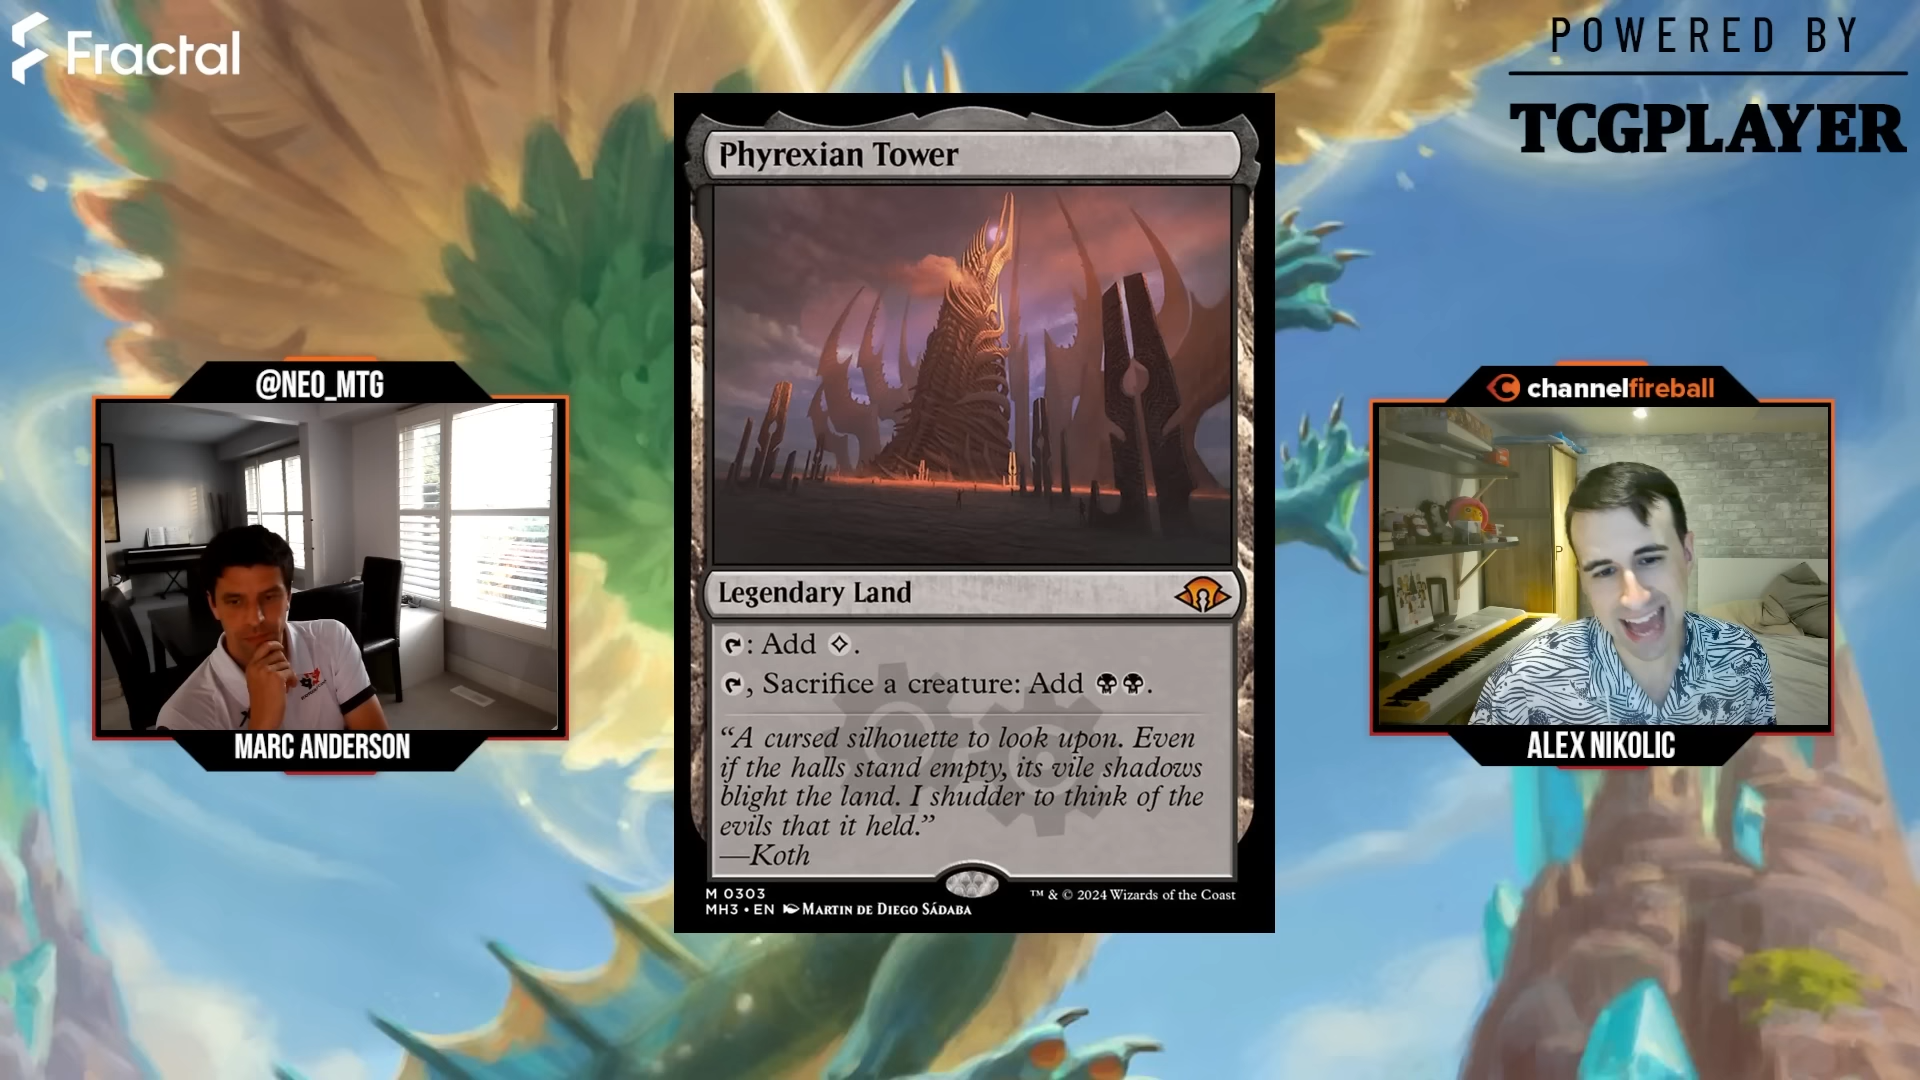 Fractal
POWERED BY
TCGPLAYER
@NEO_MTG
MARC ANDERSON
Phyrexian Tower
Legendary Land
: Add .
, Sacrifice a creature: Add .
“A cursed silhouette to look upon. Even
if the halls stand empty, its vile shadows
blight the land. I shudder to think of the
evils that it held.”
—Koth
M 0303
MH3 • EN MARTIN DE DIEGO SÁDABA
™ & © 2024 Wizards of the Coast
channelfireball
ALEX NIKOLIC